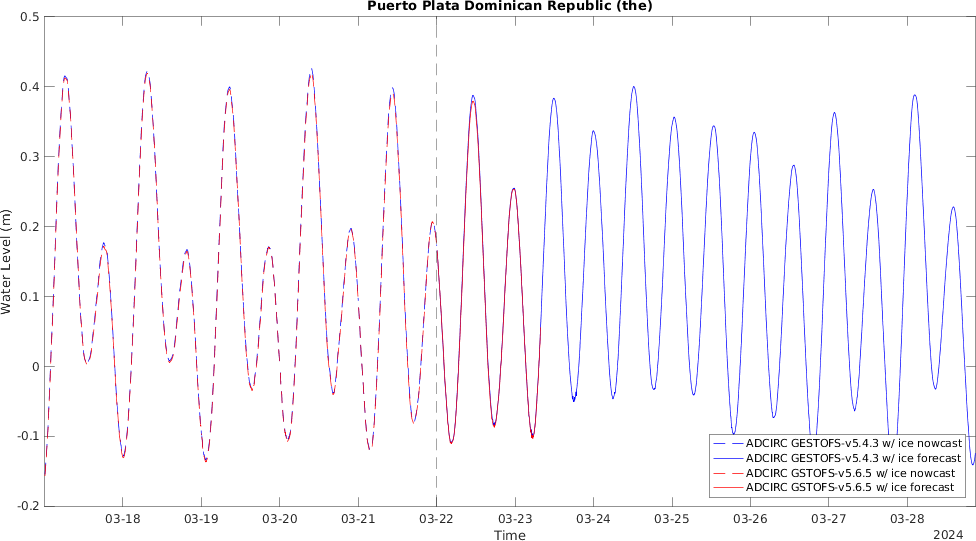 Puerto Plata Dominican Republic (the)
Water Level (m)
0.5
0.4
0.3
0.2
0.1
0
-0.1
-0.2
ADCIRC GESTOFS-v5.4.3 w/ ice nowcast
ADCIRC GESTOFS-v5.4.3 w/ ice forecast
ADCIRC GSTOFS-v5.6.5 w/ ice nowcast
ADCIRC GSTOFS-v5.6.5 w/ ice forecast
03-18 03-19 03-20 03-21 03-22 03-23 03-24 03-25 03-26 03-27 03-28
Time
2024